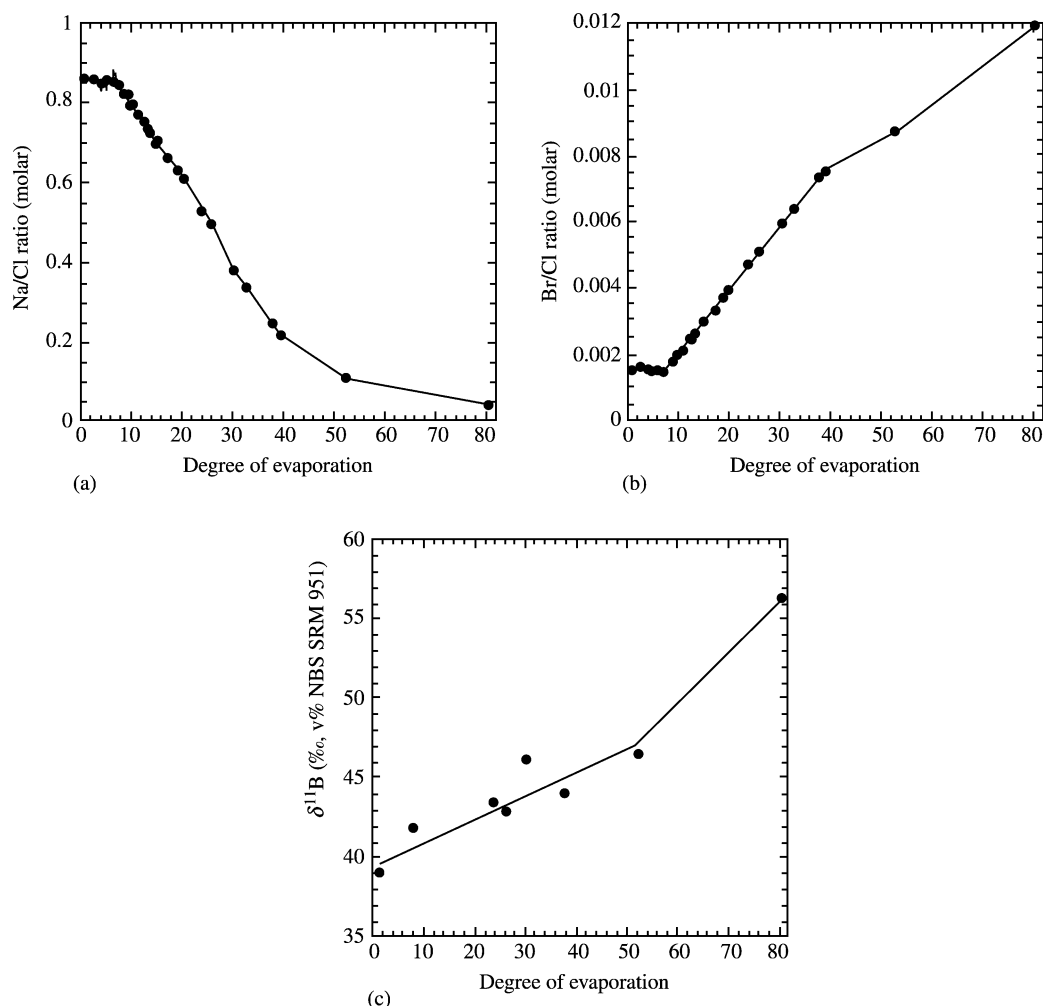 1
0.8
0.6
0.4
0.2
0
Na/Cl ratio (molar)
0 10 20 30 40 50 60 70 80
Degree of evaporation
(a)
0.012
0.01
0.008
0.006
0.004
0.002
0
Br/Cl ratio (molar)
0 10 20 30 40 50 60 70 80
Degree of evaporation
(b)
60
55
50
45
40
35
δ¹¹B (‰, v% NBS SRM 951)
0 10 20 30 40 50 60 70 80
Degree of evaporation
(c)